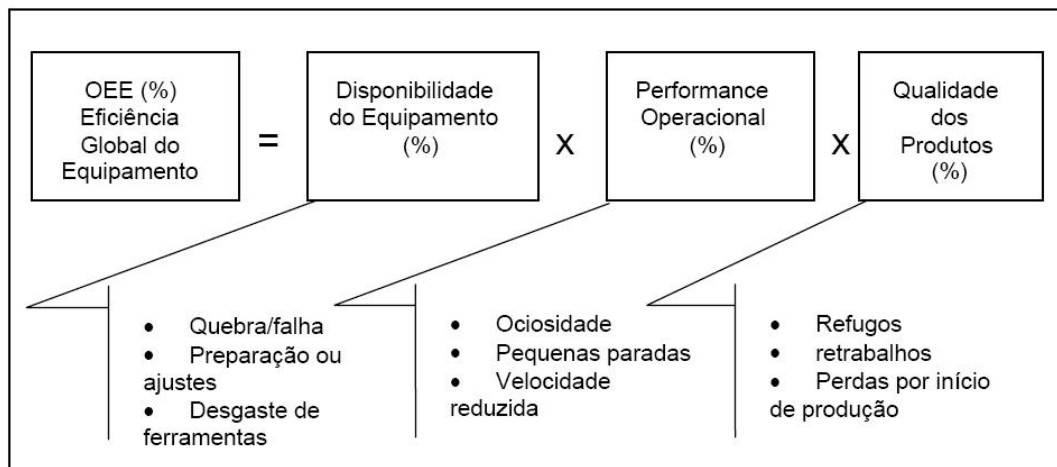 OEE (%)
Eficiência
Global do
Equipamento
=
Disponibilidade
do Equipamento
(%)
x
Performance
Operacional
(%)
x
Qualidade
dos
Produtos
(%)
• Quebra/falha
• Preparação ou
ajustes
• Desgaste de
ferramentas
• Ociosidade
• Pequenas paradas
• Velocidade
reduzida
• Refugos
• retrabalhos
• Perdas por início
de produção